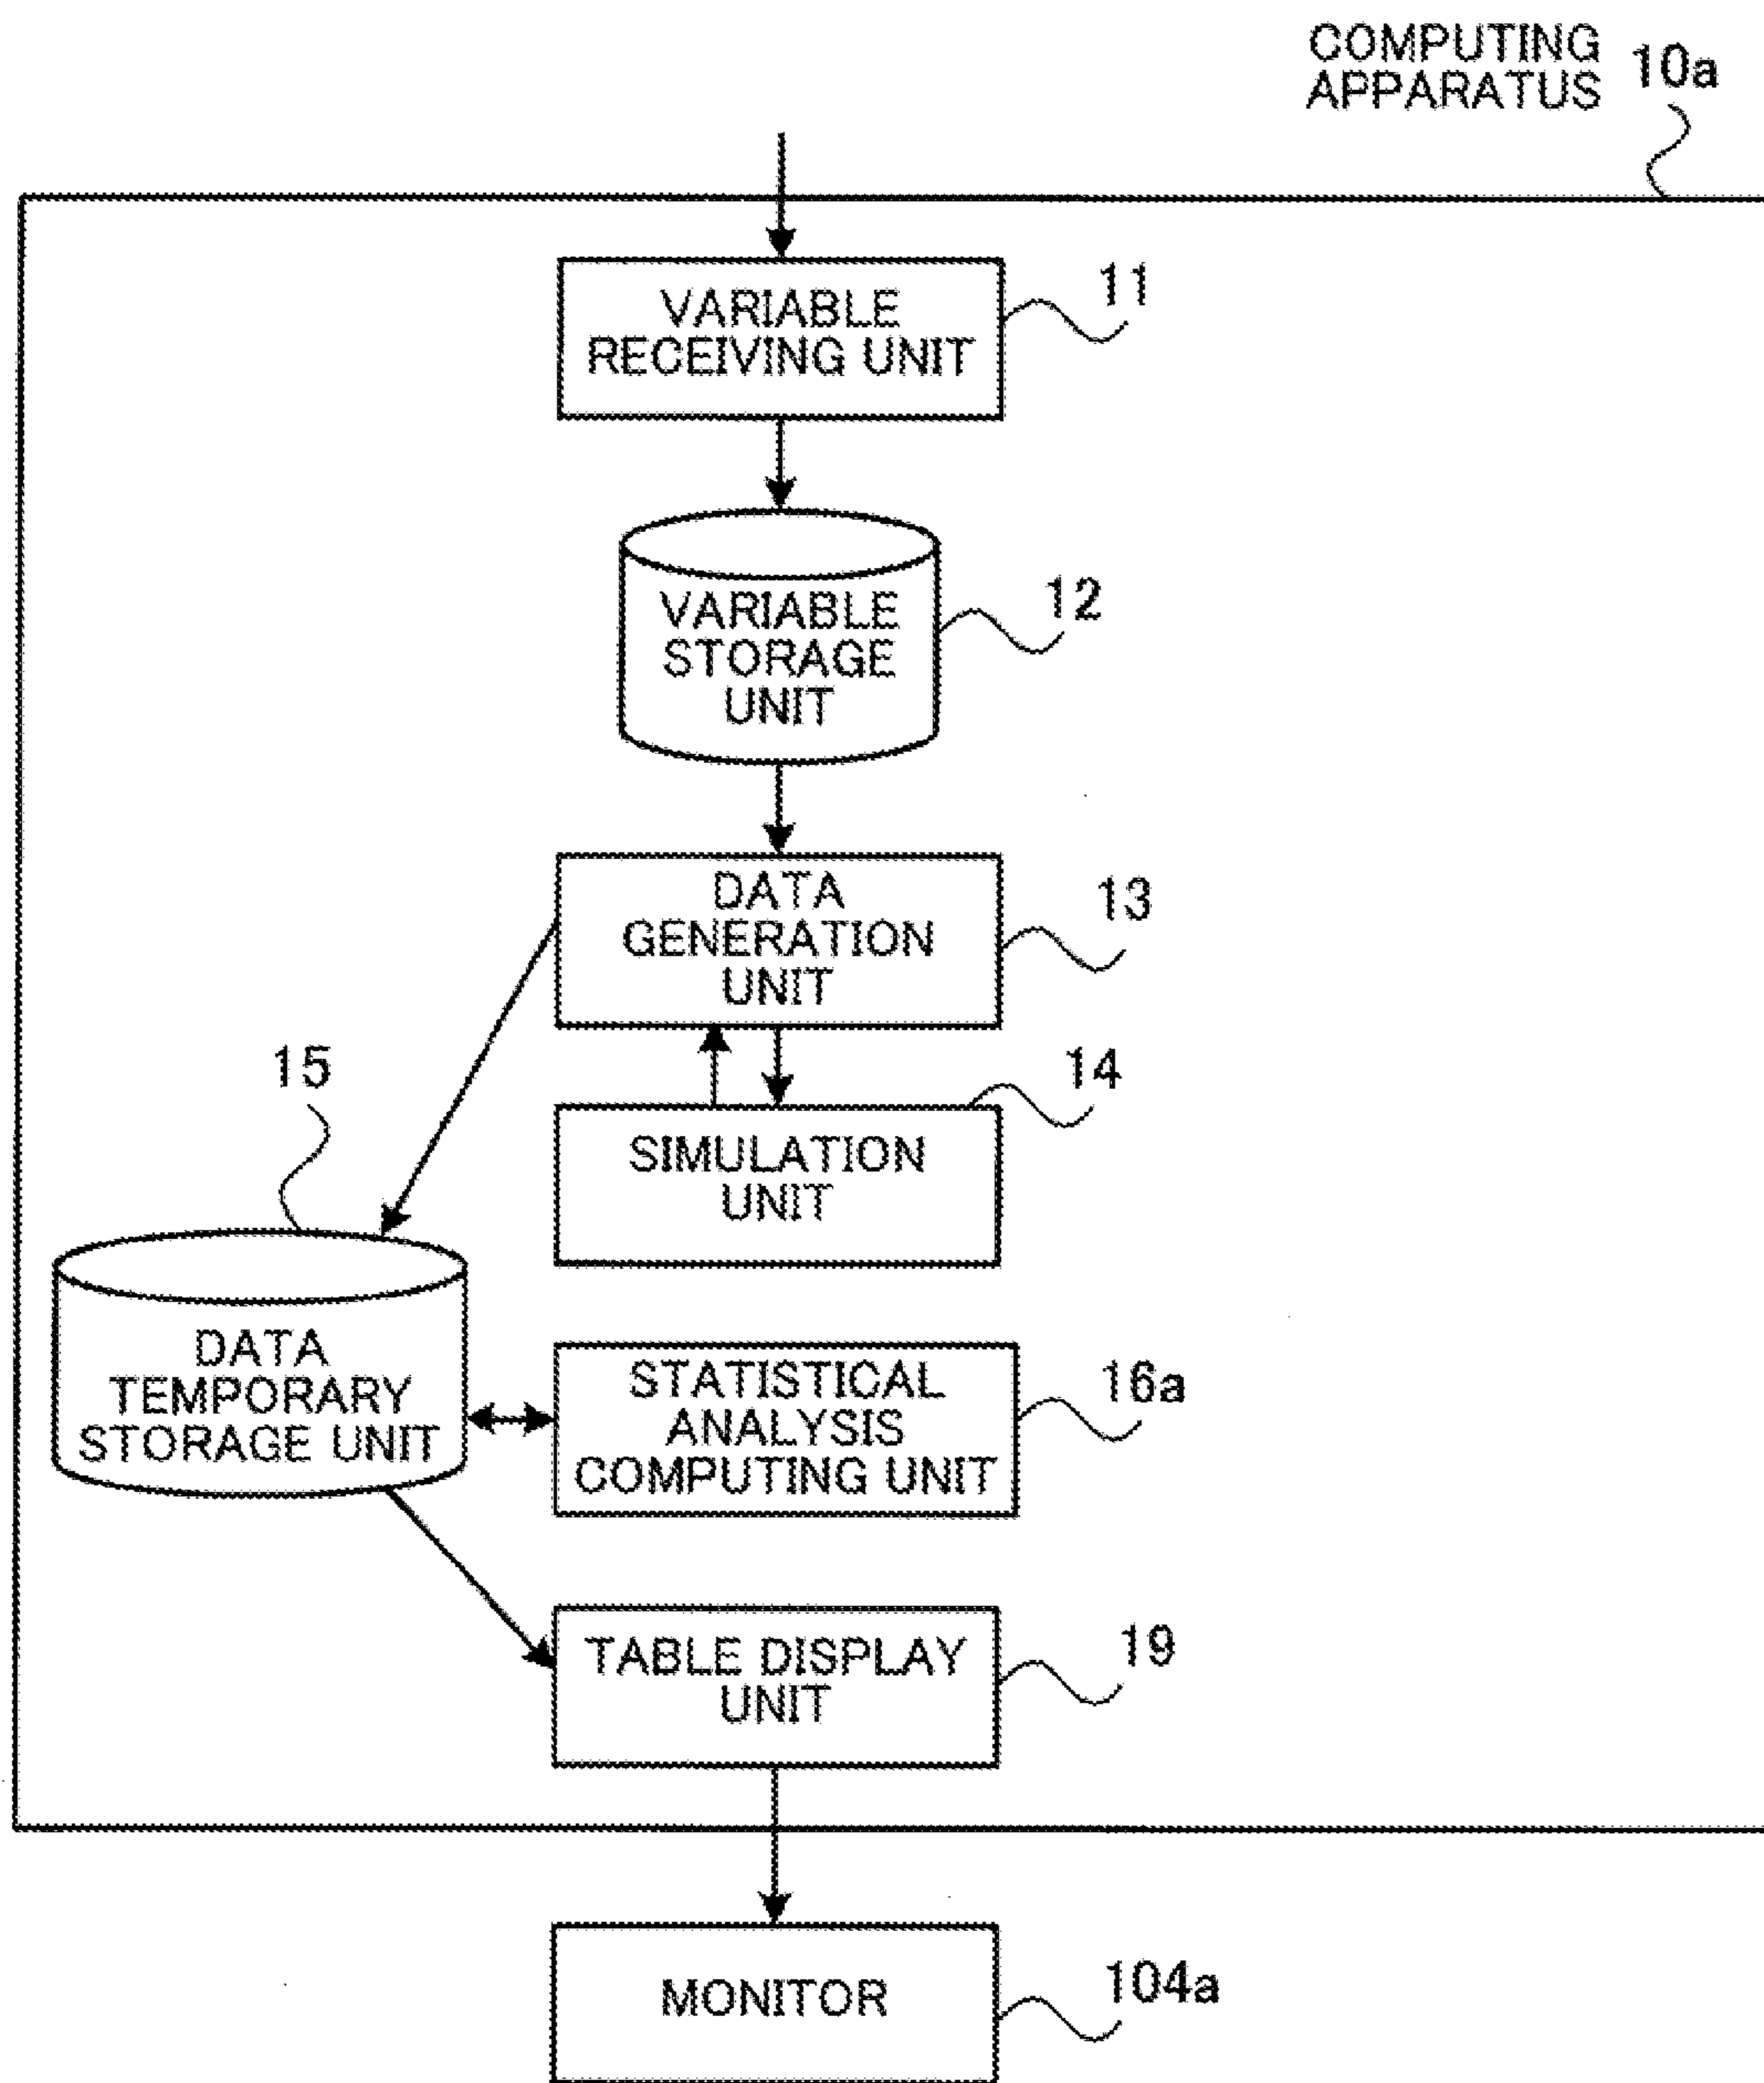 COMPUTING
APPARATUS 10a
VARIABLE
RECEIVING UNIT
11
VARIABLE
STORAGE
UNIT
12
DATA
GENERATION
UNIT
13
15
14
SIMULATION
UNIT
DATA
TEMPORARY
STORAGE UNIT
STATISTICAL
ANALYSIS
COMPUTING UNIT
16a
TABLE DISPLAY
UNIT
19
MONITOR
104a